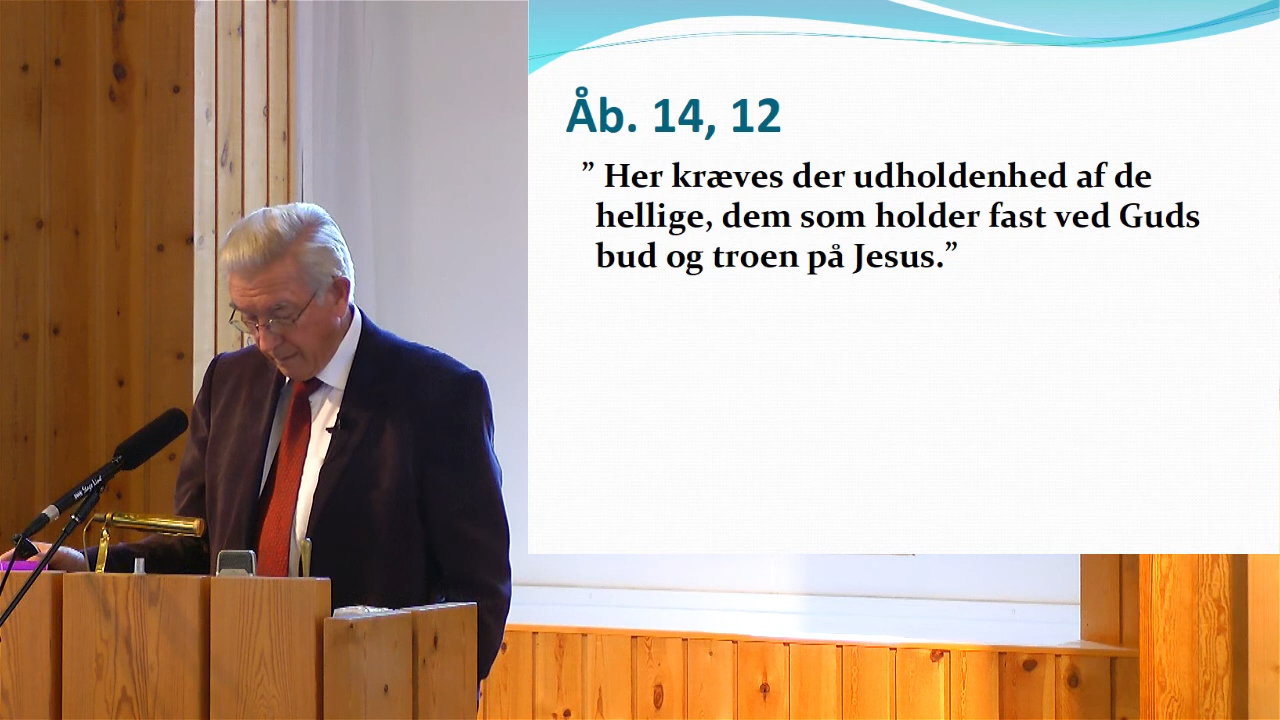 Åb. 14, 12
” Her kræves der udholdenhed af de
hellige, dem som holder fast ved Guds
bud og troen på Jesus.”